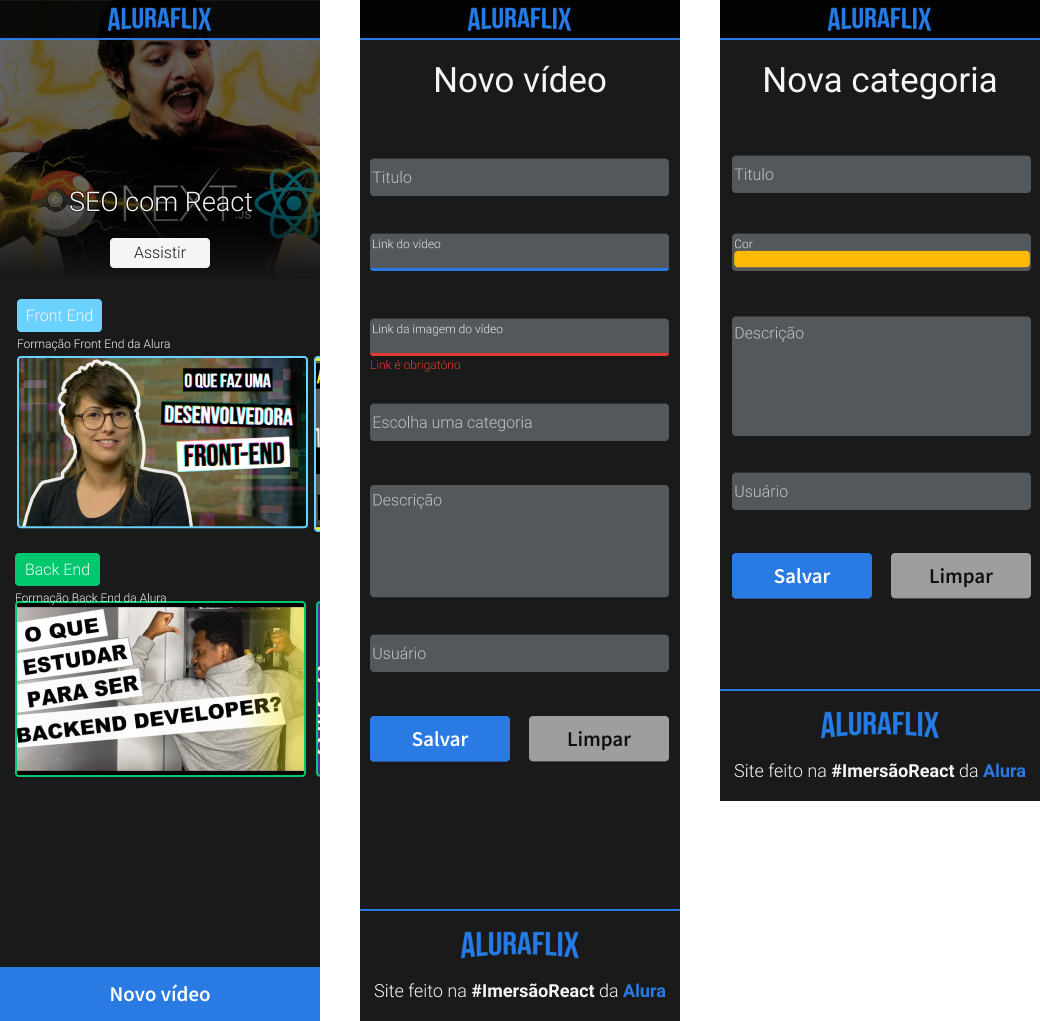 ALURAFLIX
NEXT
.JS
SEO com React
Assistir
Front End
Formação Front End da Alura
O QUE FAZ UMA
DESENVOLVEDORA
FRONT-END
Back End
Formação Back End da Alura
O QUE
ESTUDAR
PARA SER
BACKEND DEVELOPER?
Novo vídeo
ALURAFLIX
Novo vídeo
Titulo
Link do vídeo
Link da imagem do vídeo
Link é obrigatório
Escolha uma categoria
Descrição
Usuário
Salvar
Limpar
ALURAFLIX
Site feito na #ImersãoReact da Alura
ALURAFLIX
Nova categoria
Titulo
Cor
Descrição
Usuário
Salvar
Limpar
ALURAFLIX
Site feito na #ImersãoReact da Alura